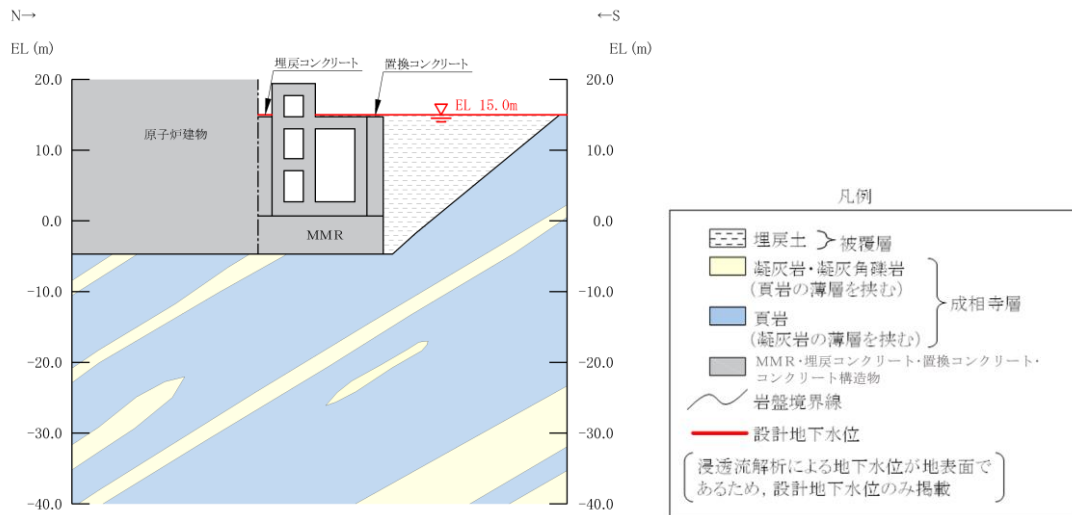 N→
←S
EL (m)
EL (m)
埋戻コンクリート
置換コンクリート
20.0
20.0
EL 15.0m
原子炉建物
10.0
10.0
0.0
0.0
MMR
-10.0
-10.0
-20.0
-20.0
-30.0
-30.0
-40.0
-40.0
凡例
埋戻土
被覆層
凝灰岩・凝灰角礫岩
(頁岩の薄層を挟む)
成相寺層
頁岩
(凝灰岩の薄層を挟む)
MMR・埋戻コンクリート・置換コンクリート・
コンクリート構造物
岩盤境界線
設計地下水位
浸透流解析による地下水位が地表面で
あるため, 設計地下水位のみ掲載